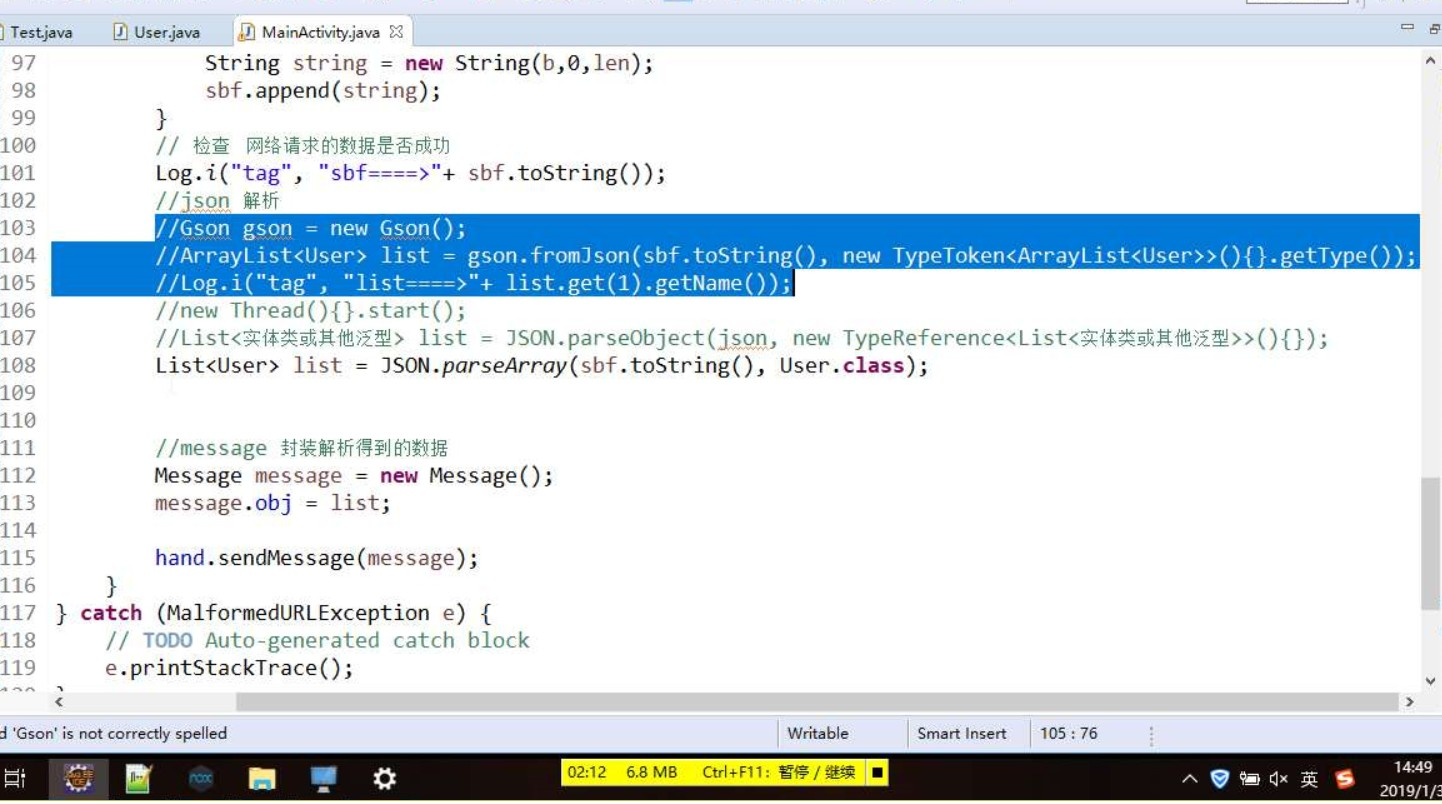 Test.java User.java MainActivity.java
97 String string = new String(b,0,len);
98 sbf.append(string);
99 }
100 // 检查 网络请求的数据是否成功
101 Log.i("tag", "sbf====>"+ sbf.toString());
102 //json 解析
103 //Gson gson = new Gson();
104 //ArrayList<User> list = gson.fromJson(sbf.toString(), new TypeToken<ArrayList<User>>(){}.getType());
105 //Log.i("tag", "list====>"+ list.get(1).getName());
106 //new Thread(){}.start();
107 //List<实体类或其他泛型> list = JSON.parseObject(json, new TypeReference<List<实体类或其他泛型>>(){});
108 List<User> list = JSON.parseArray(sbf.toString(), User.class);
109
110
111 //message 封装解析得到的数据
112 Message message = new Message();
113 message.obj = list;
114
115 hand.sendMessage(message);
116 }
117 } catch (MalformedURLException e) {
118 // TODO Auto-generated catch block
119 e.printStackTrace();
d 'Gson' is not correctly spelled Writable Smart Insert 105 : 76
02:12 6.8 MB Ctrl+F11: 暂停 / 继续
英
14:49
2019/1/3